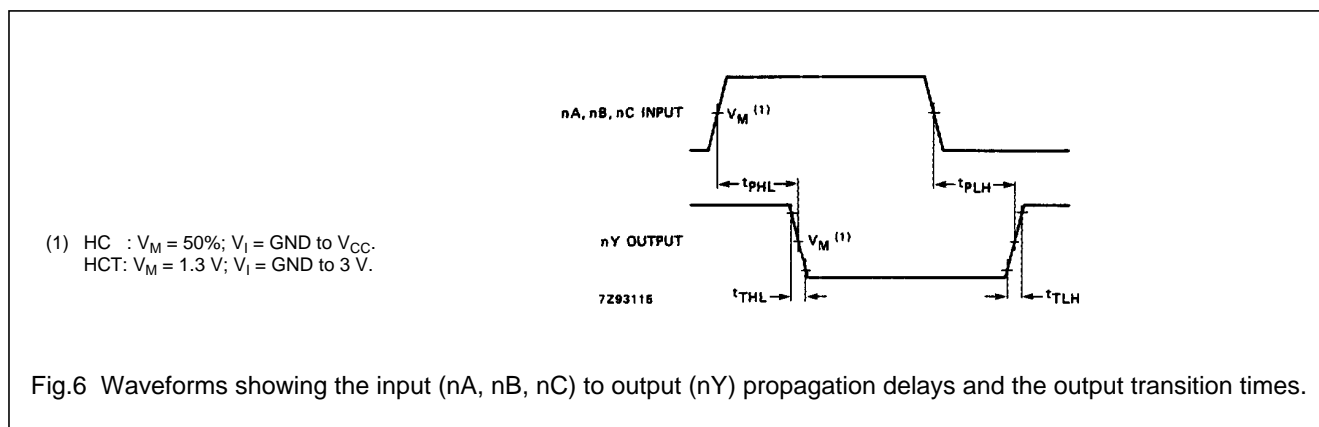 nA, nB, nC INPUT
VM (1)
tPHL
tPLH
(1) HC : VM = 50%; VI = GND to VCC.
HCT: VM = 1.3 V; VI = GND to 3 V.
nY OUTPUT
VM (1)
7Z93115
tTHL
tTLH
Fig.6 Waveforms showing the input (nA, nB, nC) to output (nY) propagation delays and the output transition times.